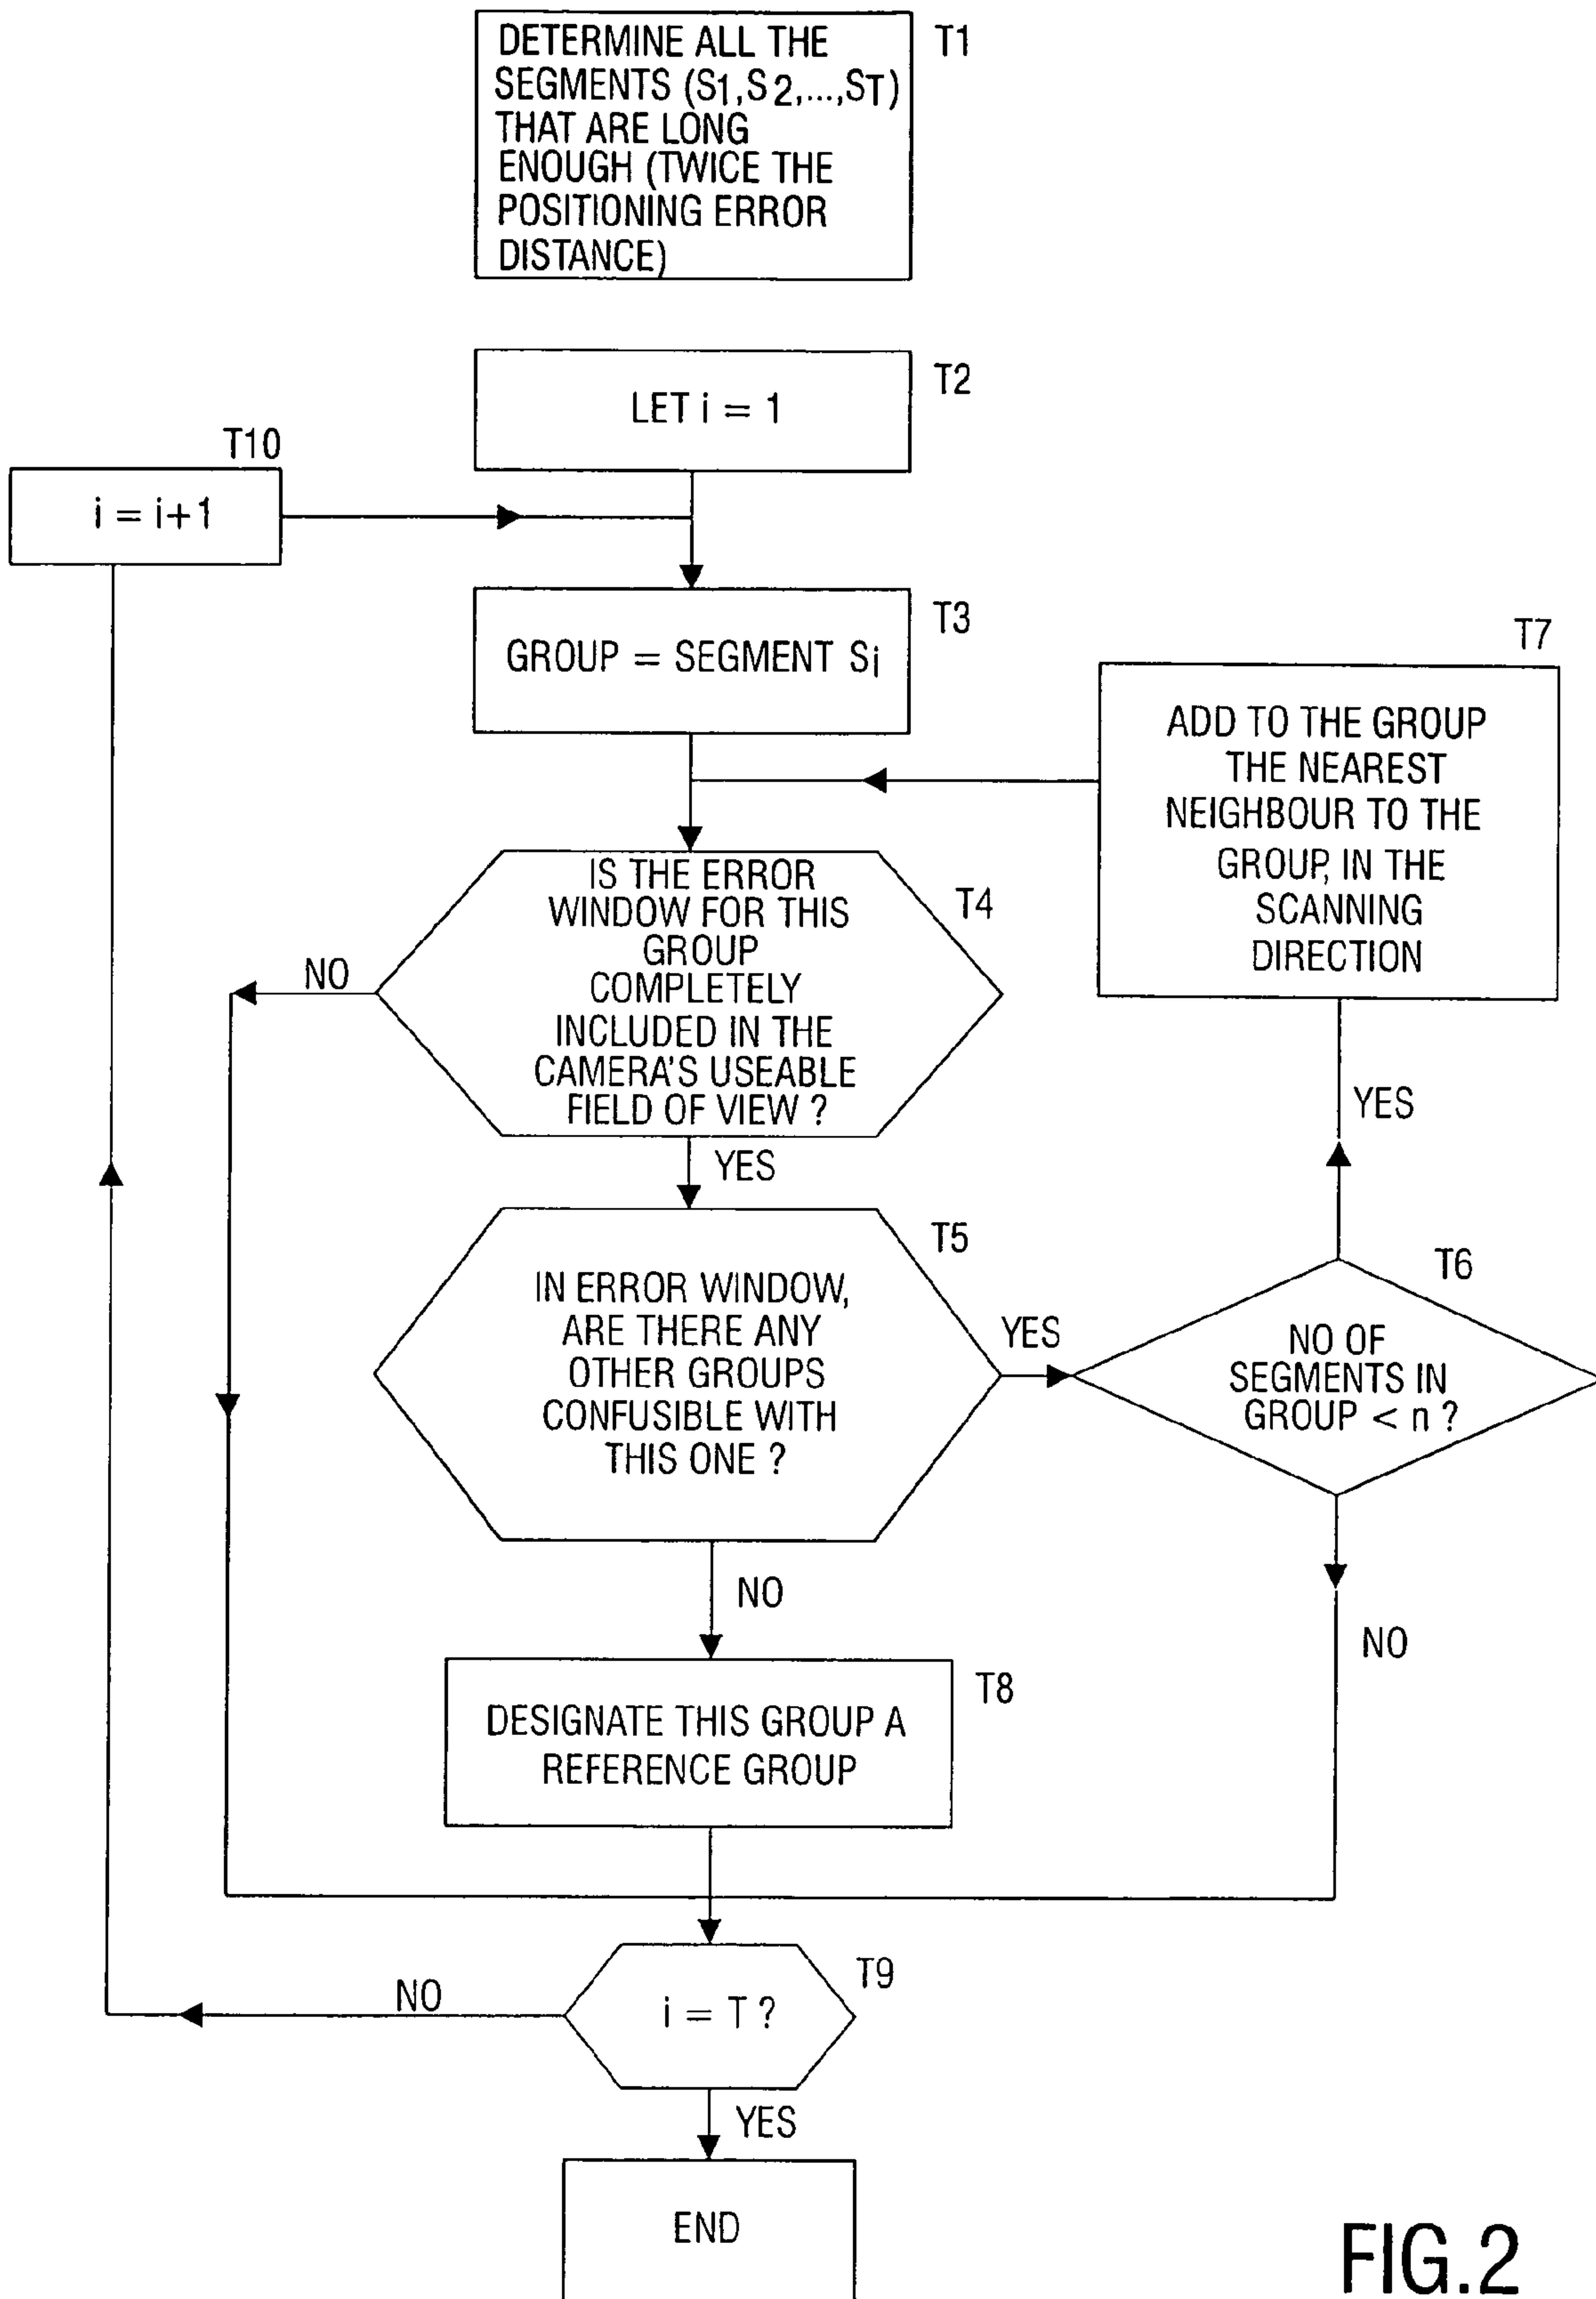 DETERMINE ALL THE
SEGMENTS (S1,S2,...,ST)
THAT ARE LONG
ENOUGH (TWICE THE
POSITIONING ERROR
DISTANCE)
T1
LET i = 1
T2
T10
i = i+1
GROUP = SEGMENT Si
T3
T7
ADD TO THE GROUP
THE NEAREST
NEIGHBOUR TO THE
GROUP, IN THE
SCANNING
DIRECTION
IS THE ERROR
WINDOW FOR THIS
GROUP
COMPLETELY
INCLUDED IN THE
CAMERA'S USEABLE
FIELD OF VIEW ?
T4
NO
YES
YES
IN ERROR WINDOW,
ARE THERE ANY
OTHER GROUPS
CONFUSIBLE WITH
THIS ONE ?
T5
YES
T6
NO OF
SEGMENTS IN
GROUP < n ?
NO
NO
DESIGNATE THIS GROUP A
REFERENCE GROUP
T8
i = T ?
T9
NO
YES
END
FIG.2